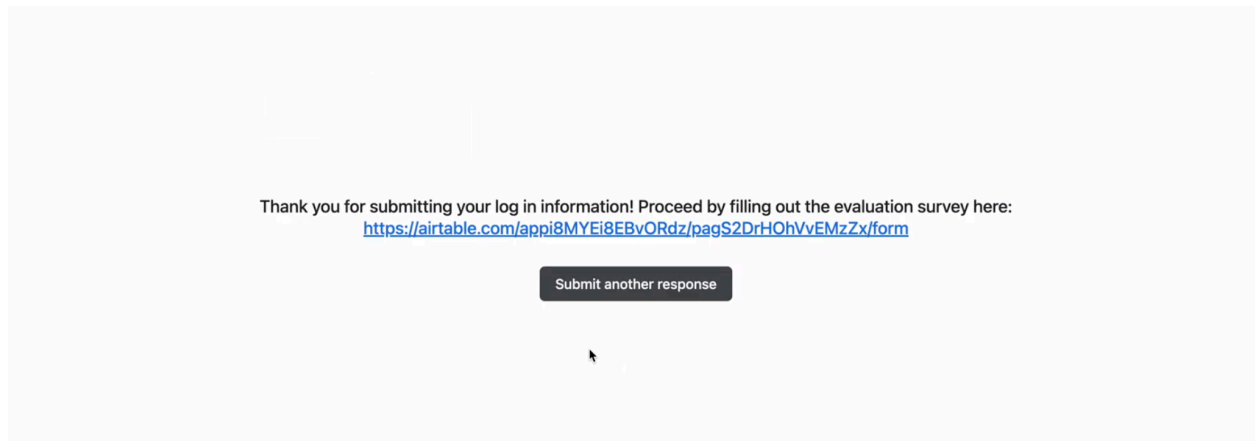 Thank you for submitting your log in information! Proceed by filling out the evaluation survey here:
https://airtable.com/appi8MYEi8EBvORdz/pagS2DrHOhVvEMzZx/form
Submit another response